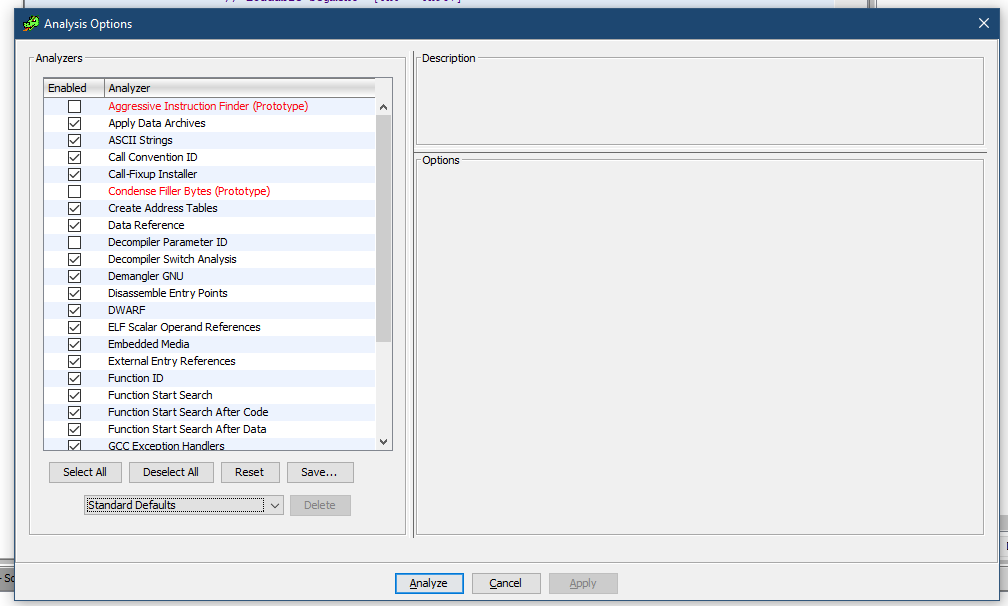 Analysis Options
Analyzers
Enabled Analyzer
Aggressive Instruction Finder (Prototype)
Apply Data Archives
ASCII Strings
Call Convention ID
Call-Fixup Installer
Condense Filler Bytes (Prototype)
Create Address Tables
Data Reference
Decompiler Parameter ID
Decompiler Switch Analysis
Demangler GNU
Disassemble Entry Points
DWARF
ELF Scalar Operand References
Embedded Media
External Entry References
Function ID
Function Start Search
Function Start Search After Code
Function Start Search After Data
GCC Exception Handlers
Select All Deselect All Reset Save...
Standard Defaults Delete
Description
Options
Analyze Cancel Apply